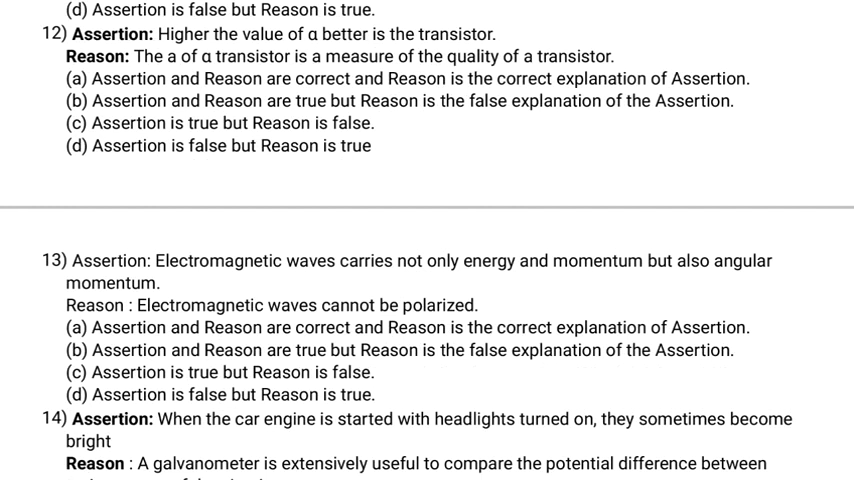 (d) Assertion is false but Reason is true.
12) Assertion: Higher the value of α better is the transistor.
Reason: The a of α transistor is a measure of the quality of a transistor.
(a) Assertion and Reason are correct and Reason is the correct explanation of Assertion.
(b) Assertion and Reason are true but Reason is the false explanation of the Assertion.
(c) Assertion is true but Reason is false.
(d) Assertion is false but Reason is true
13) Assertion: Electromagnetic waves carries not only energy and momentum but also angular
momentum.
Reason : Electromagnetic waves cannot be polarized.
(a) Assertion and Reason are correct and Reason is the correct explanation of Assertion.
(b) Assertion and Reason are true but Reason is the false explanation of the Assertion.
(c) Assertion is true but Reason is false.
(d) Assertion is false but Reason is true.
14) Assertion: When the car engine is started with headlights turned on, they sometimes become
bright
Reason : A galvanometer is extensively useful to compare the potential difference between